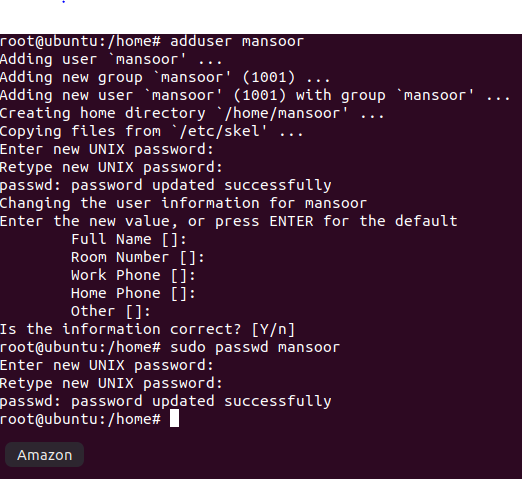 root@ubuntu:/home# adduser mansoor
Adding user `mansoor' ...
Adding new group `mansoor' (1001) ...
Adding new user `mansoor' (1001) with group `mansoor' ...
Creating home directory `/home/mansoor' ...
Copying files from `/etc/skel' ...
Enter new UNIX password:
Retype new UNIX password:
passwd: password updated successfully
Changing the user information for mansoor
Enter the new value, or press ENTER for the default
        Full Name []:
        Room Number []:
        Work Phone []:
        Home Phone []:
        Other []:
Is the information correct? [Y/n]
root@ubuntu:/home# sudo passwd mansoor
Enter new UNIX password:
Retype new UNIX password:
passwd: password updated successfully
root@ubuntu:/home#
Amazon